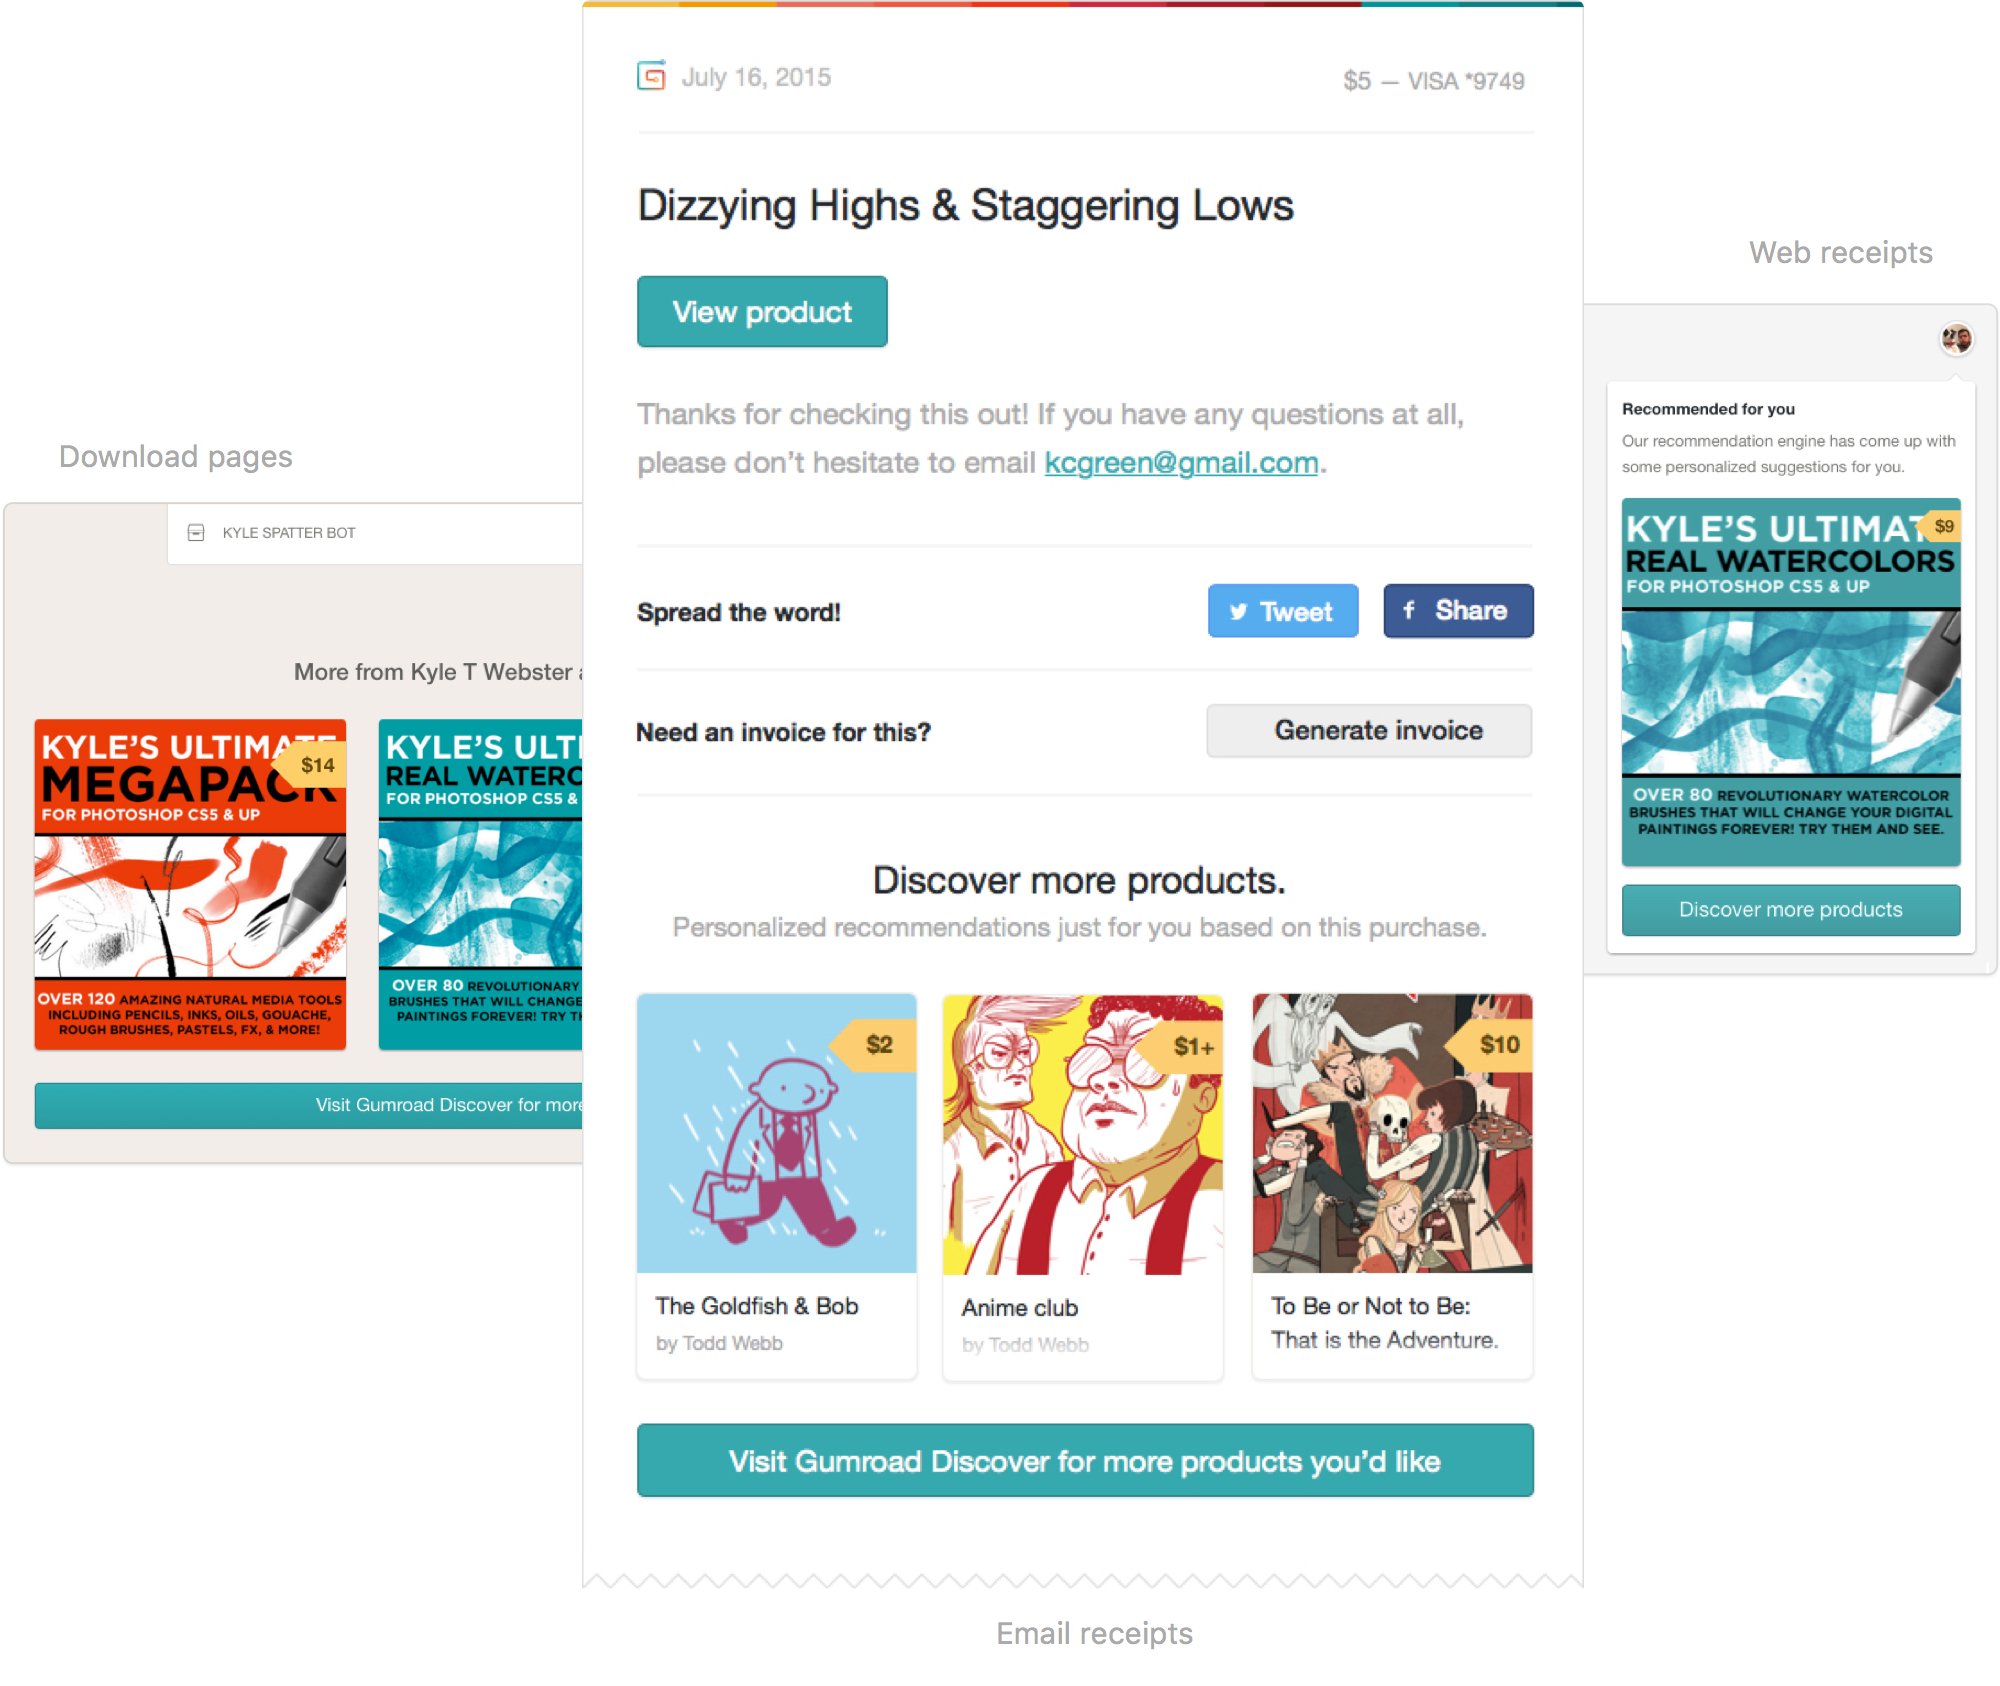 July 16, 2015
$5 — VISA *9749
Dizzying Highs & Staggering Lows
View product
Thanks for checking this out! If you have any questions at all,
please don't hesitate to email kcgreen@gmail.com.
Spread the word!
Tweet
Share
Need an invoice for this?
Generate invoice
Discover more products.
Personalized recommendations just for you based on this purchase.
$2
The Goldfish & Bob
by Todd Webb
$1+
Anime club
by Todd Webb
$10
To Be or Not to Be:
That is the Adventure.
Visit Gumroad Discover for more products you'd like
Email receipts
Download pages
KYLE SPATTER BOT
More from Kyle T Webster
KYLE'S ULTIMATE
$14
MEGAPACK
FOR PHOTOSHOP CS5 & UP
OVER 120 AMAZING NATURAL MEDIA TOOLS
INCLUDING PENCILS, INKS, OILS, GOUACHE,
ROUGH BRUSHES, PASTELS, FX, & MORE!
KYLE'S ULTI
REAL WATERC
FOR PHOTOSHOP CS5 &
OVER 80 REVOLUTIONARY
BRUSHES THAT WILL CHANGE
PAINTINGS FOREVER! TRY TH
Visit Gumroad Discover for more
Web receipts
Recommended for you
Our recommendation engine has come up with
some personalized suggestions for you.
KYLE'S ULTIMAT
$9
REAL WATERCOLORS
FOR PHOTOSHOP CS5 & UP
OVER 80 REVOLUTIONARY WATERCOLOR
BRUSHES THAT WILL CHANGE YOUR DIGITAL
PAINTINGS FOREVER! TRY THEM AND SEE.
Discover more products